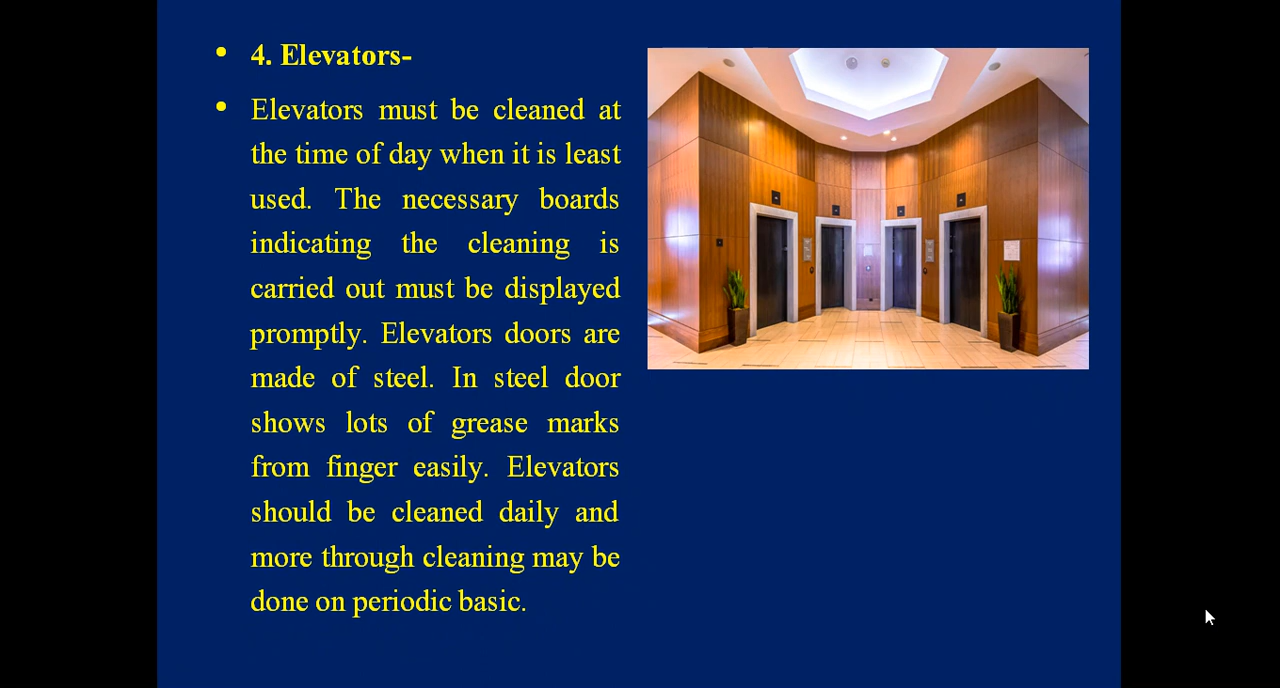 • 4. Elevators-
• Elevators must be cleaned at
the time of day when it is least
used. The necessary boards
indicating the cleaning is
carried out must be displayed
promptly. Elevators doors are
made of steel. In steel door
shows lots of grease marks
from finger easily. Elevators
should be cleaned daily and
more through cleaning may be
done on periodic basic.